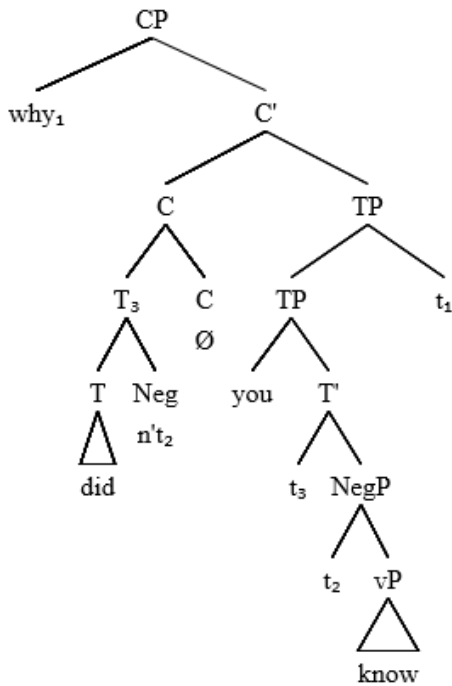 CP
why₁ C'
C TP
T₃ C TP t₁
Ø
T Neg you T'
n't₂
did t₃ NegP
t₂ vP
know